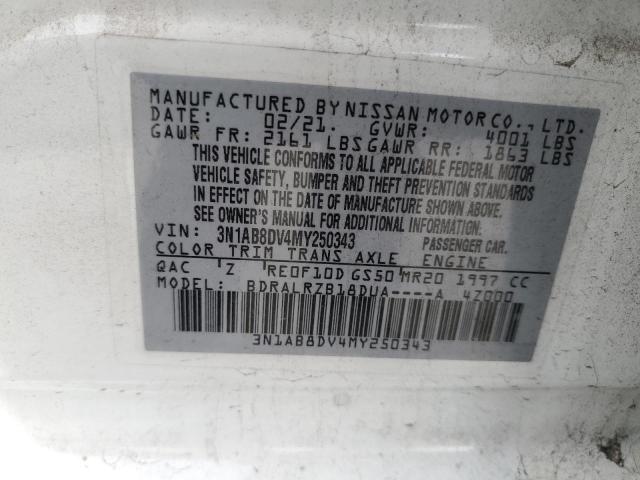 MANUFACTURED BY NISSAN MOTOR CO., LTD.
DATE: 02/21. GVWR: 4001 LBS
GAWR FR: 2161 LBS GAWR RR: 1863 LBS
THIS VEHICLE CONFORMS TO ALL APPLICABLE FEDERAL MOTOR
VEHICLE SAFETY, BUMPER AND THEFT PREVENTION STANDARDS
IN EFFECT ON THE DATE OF MANUFACTURE SHOWN ABOVE.
SEE OWNER'S MANUAL FOR ADDITIONAL INFORMATION.
VIN: 3N1AB8DV4MY250343 PASSENGER CAR.
COLOR TRIM TRANS AXLE ENGINE
QAC Z RE0F10D GS50 MR20 1997 CC
MODEL: BDRALRZB18DUA----A 4Z000
3N1AB8DV4MY250343